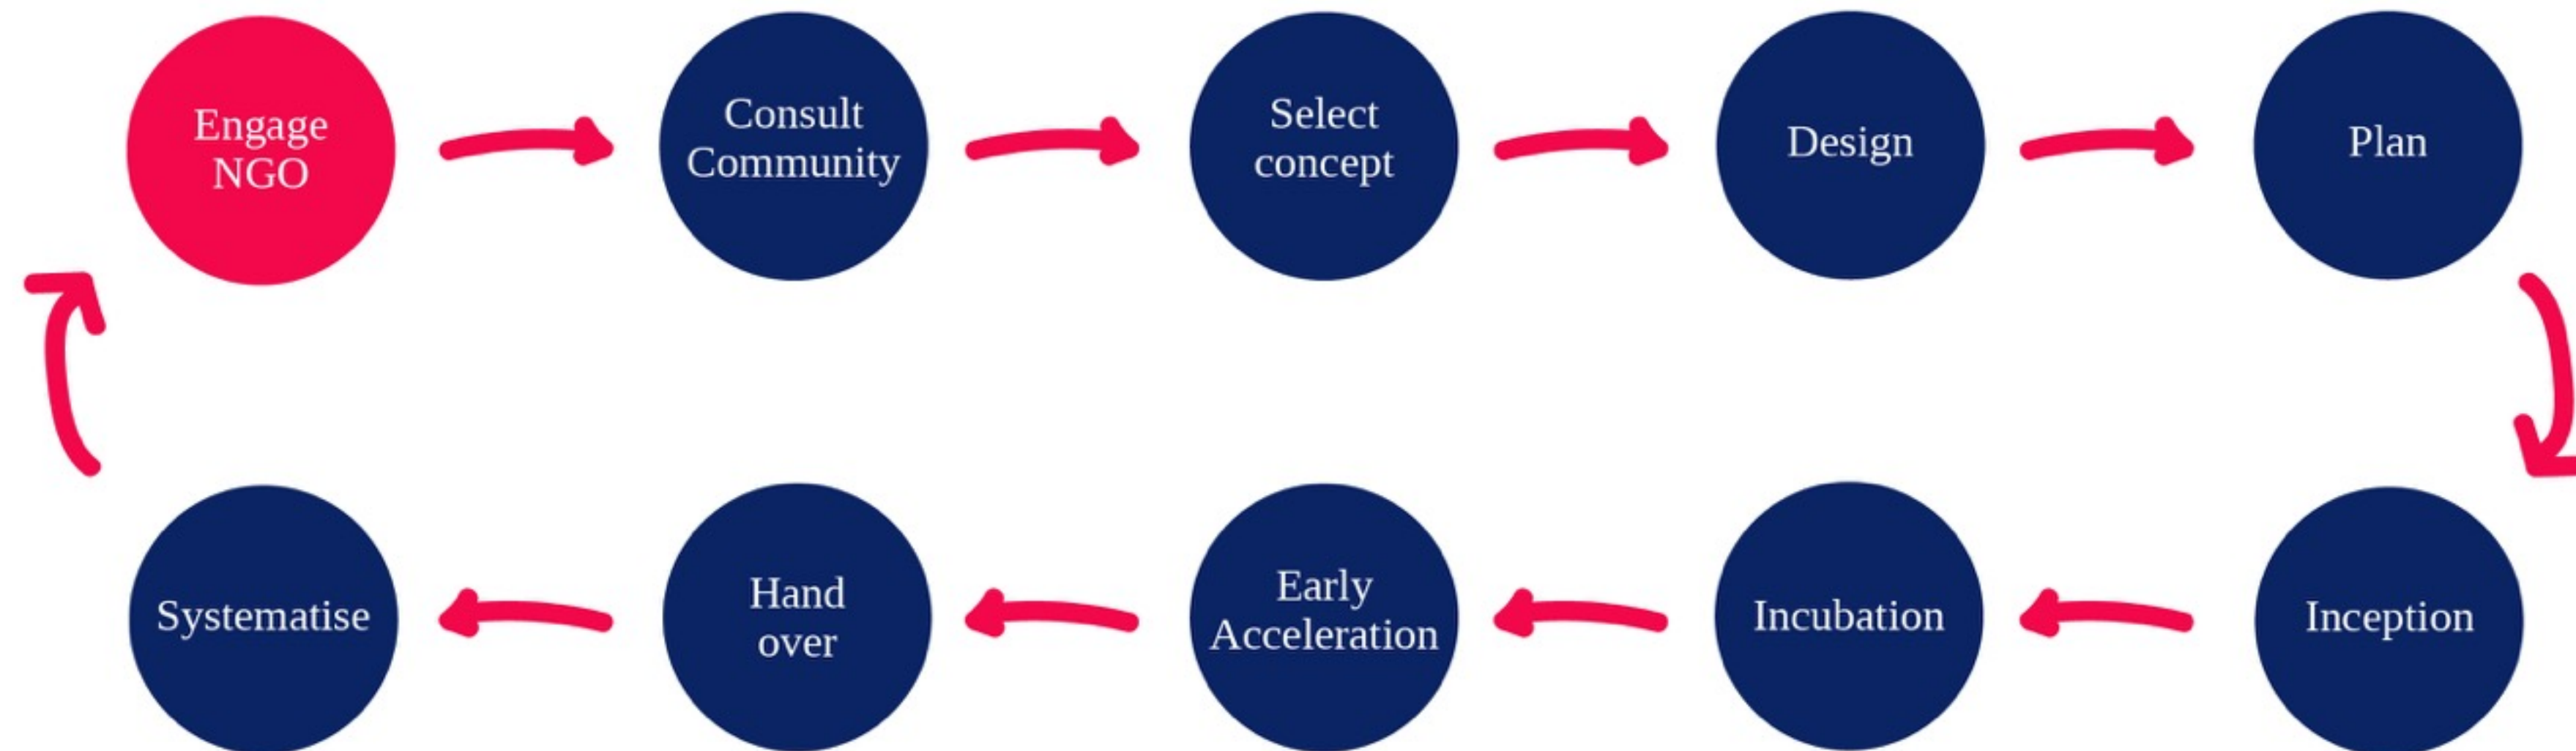 Engage
NGO
Consult
Community
Select
concept
Design
Plan
Systematise
Hand
over
Early
Acceleration
Incubation
Inception